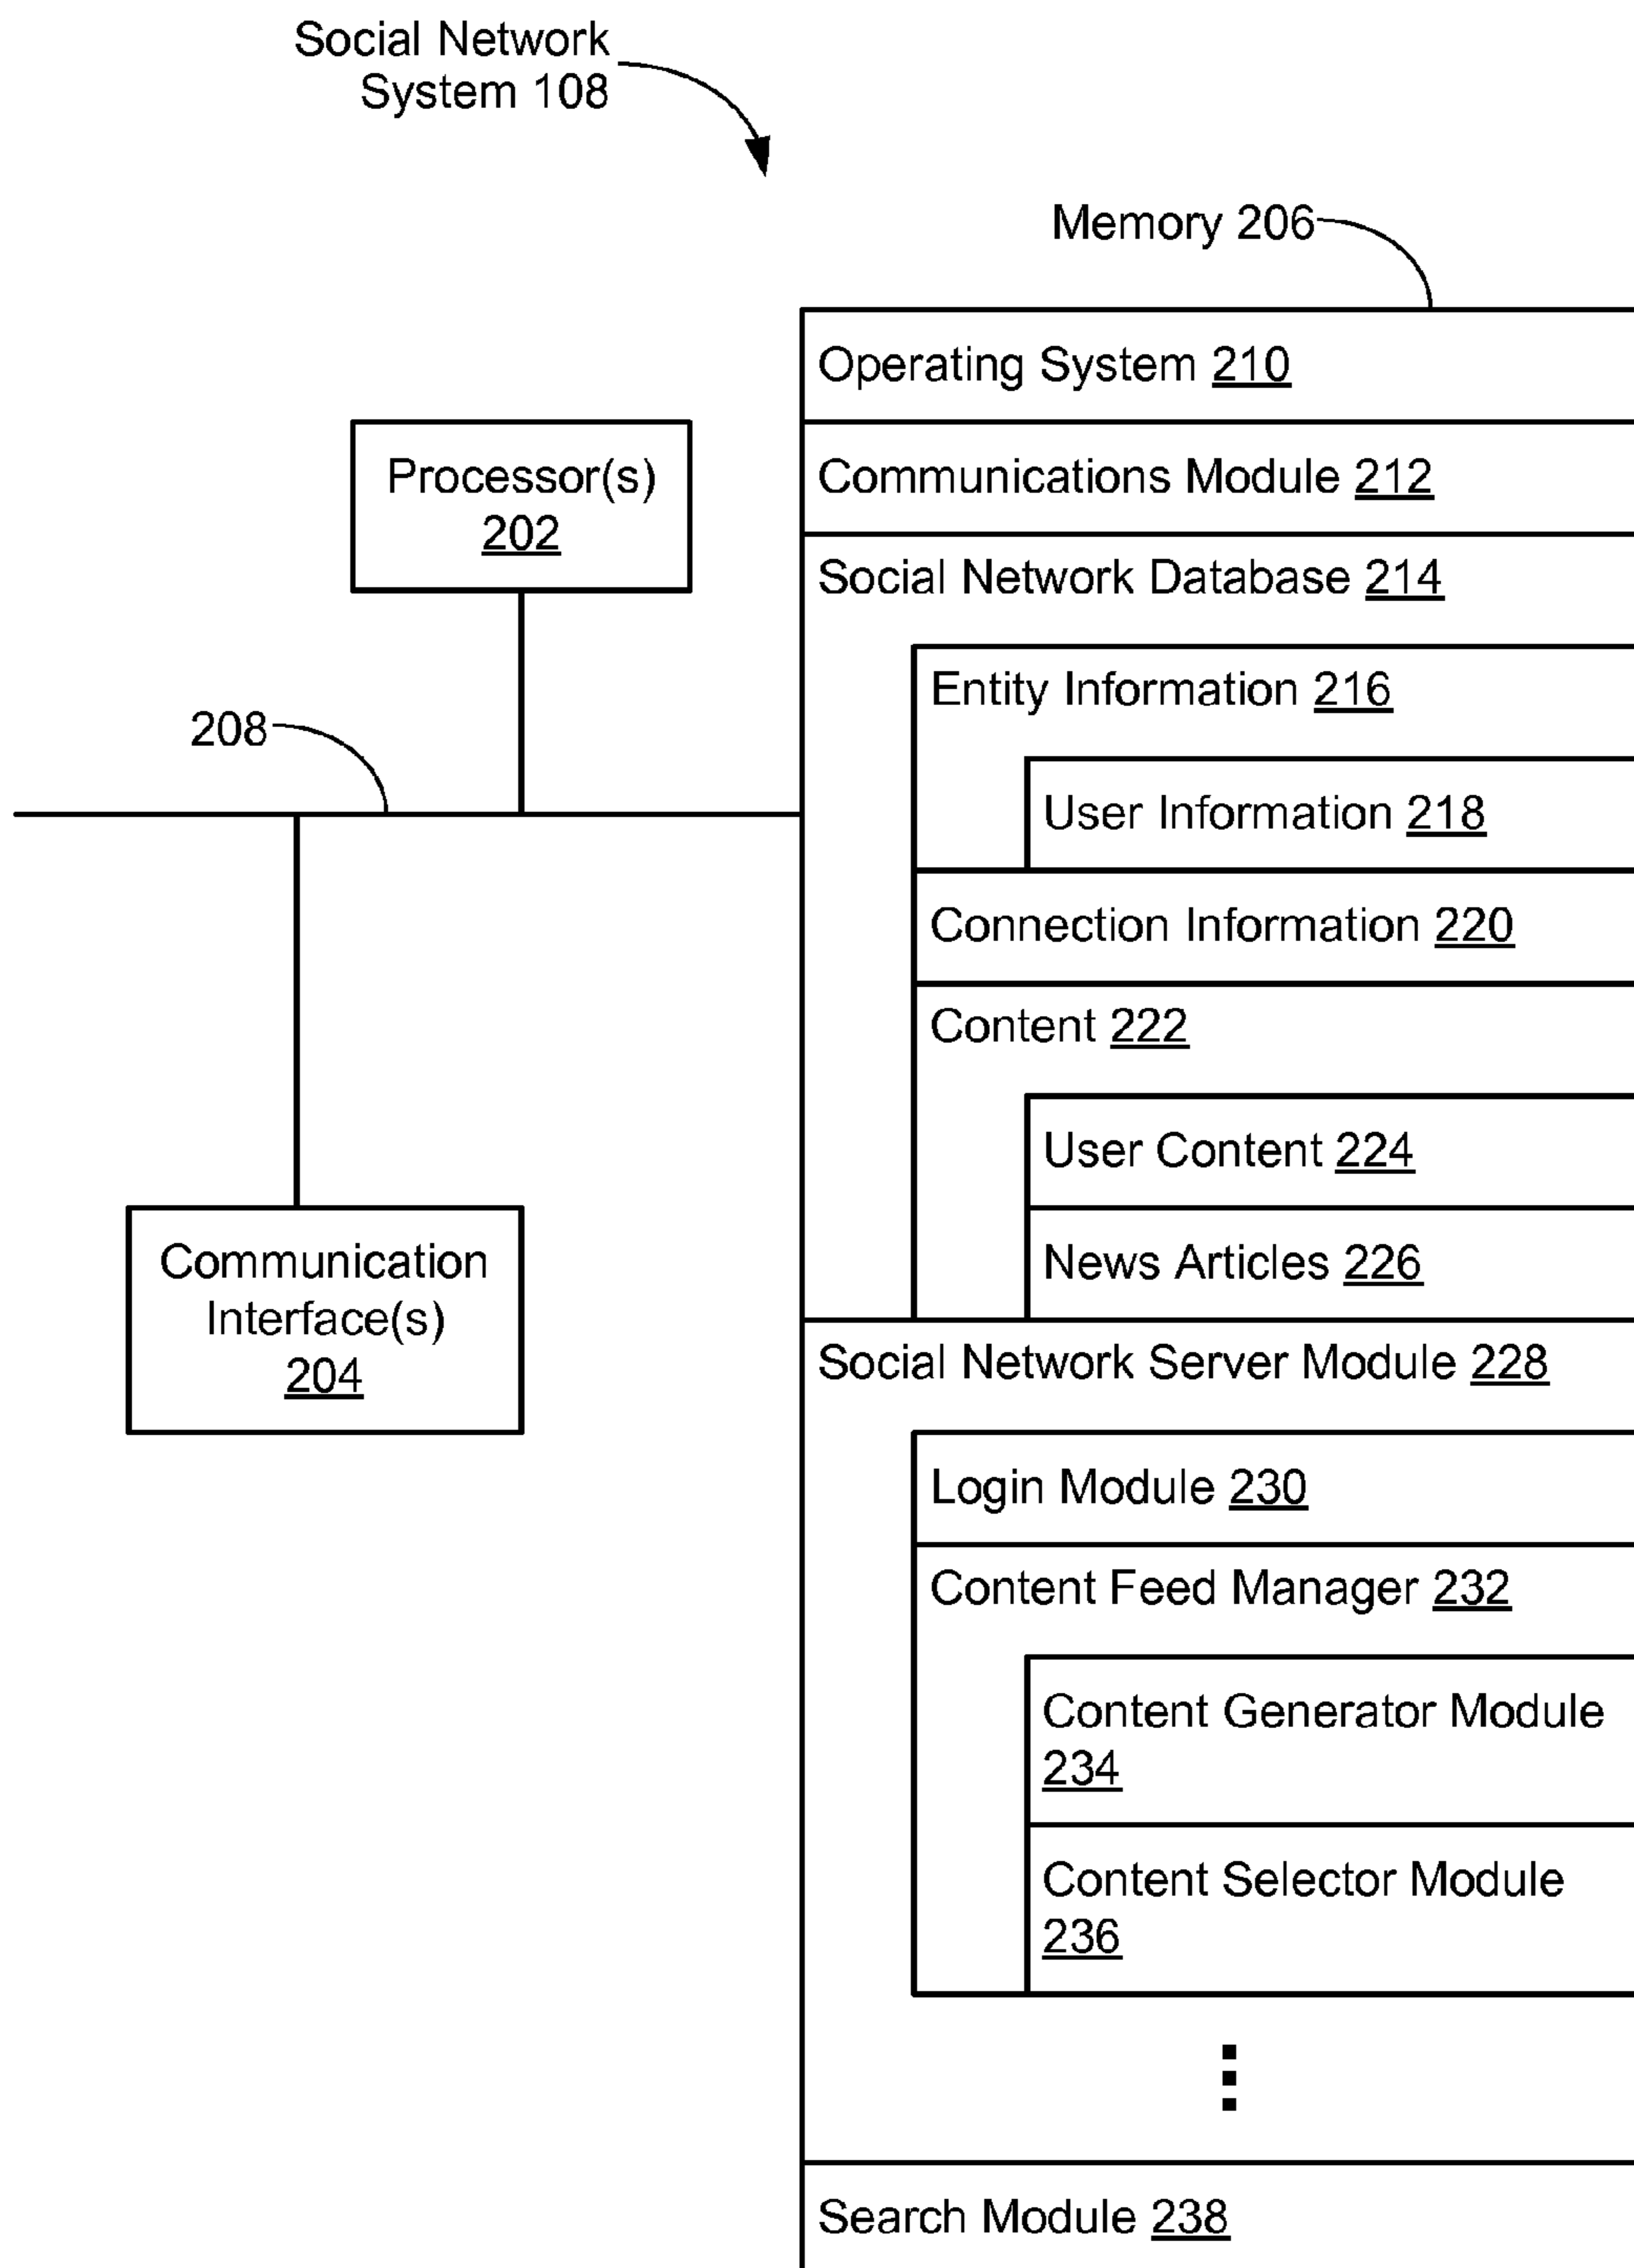 Social Network
System 108
Memory 206
Operating System 210
Processor(s)
202
Communications Module 212
Social Network Database 214
Entity Information 216
208
User Information 218
Connection Information 220
Content 222
User Content 224
Communication
Interface(s)
204
News Articles 226
Social Network Server Module 228
Login Module 230
Content Feed Manager 232
Content Generator Module
234
Content Selector Module
236
Search Module 238